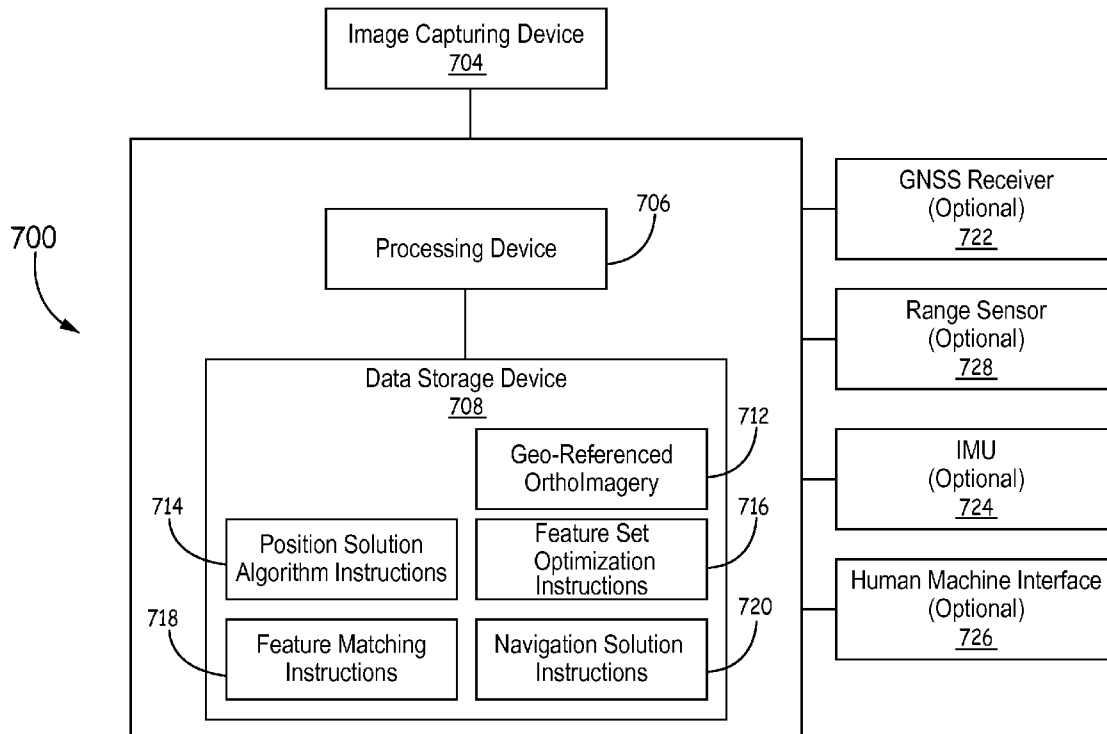 Image Capturing Device
704
GNSS Receiver
(Optional)
722
706
700
Processing Device
Range Sensor
(Optional)
728
Data Storage Device
708
712
Geo-Referenced
OrthoImagery
IMU
(Optional)
724
714
716
Position Solution
Algorithm Instructions
Feature Set
Optimization
Instructions
Human Machine Interface
(Optional)
726
718
720
Feature Matching
Instructions
Navigation Solution
Instructions